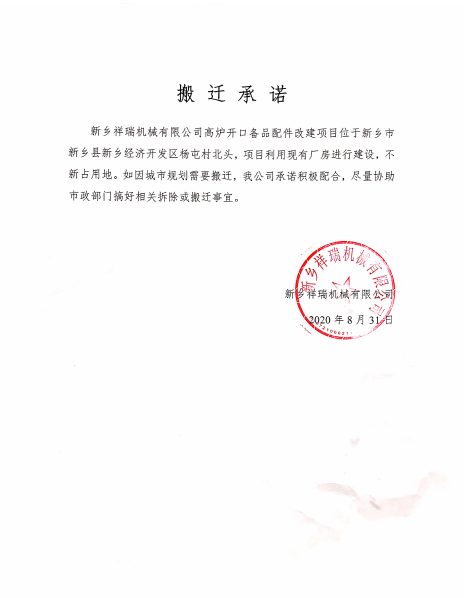 搬迁承诺
新乡祥瑞机械有限公司高炉开口备品配件改建项目位于新乡市
新乡县新乡经济开发区杨屯村北头，项目利用现有厂房进行建设，不
新占用地。如因城市规划需要搬迁，我公司承诺积极配合，尽量协助
市政部门搞好相关拆除或搬迁事宜。
新乡祥瑞机械有限公司
新乡祥瑞机械有限公司
2020年8月31日